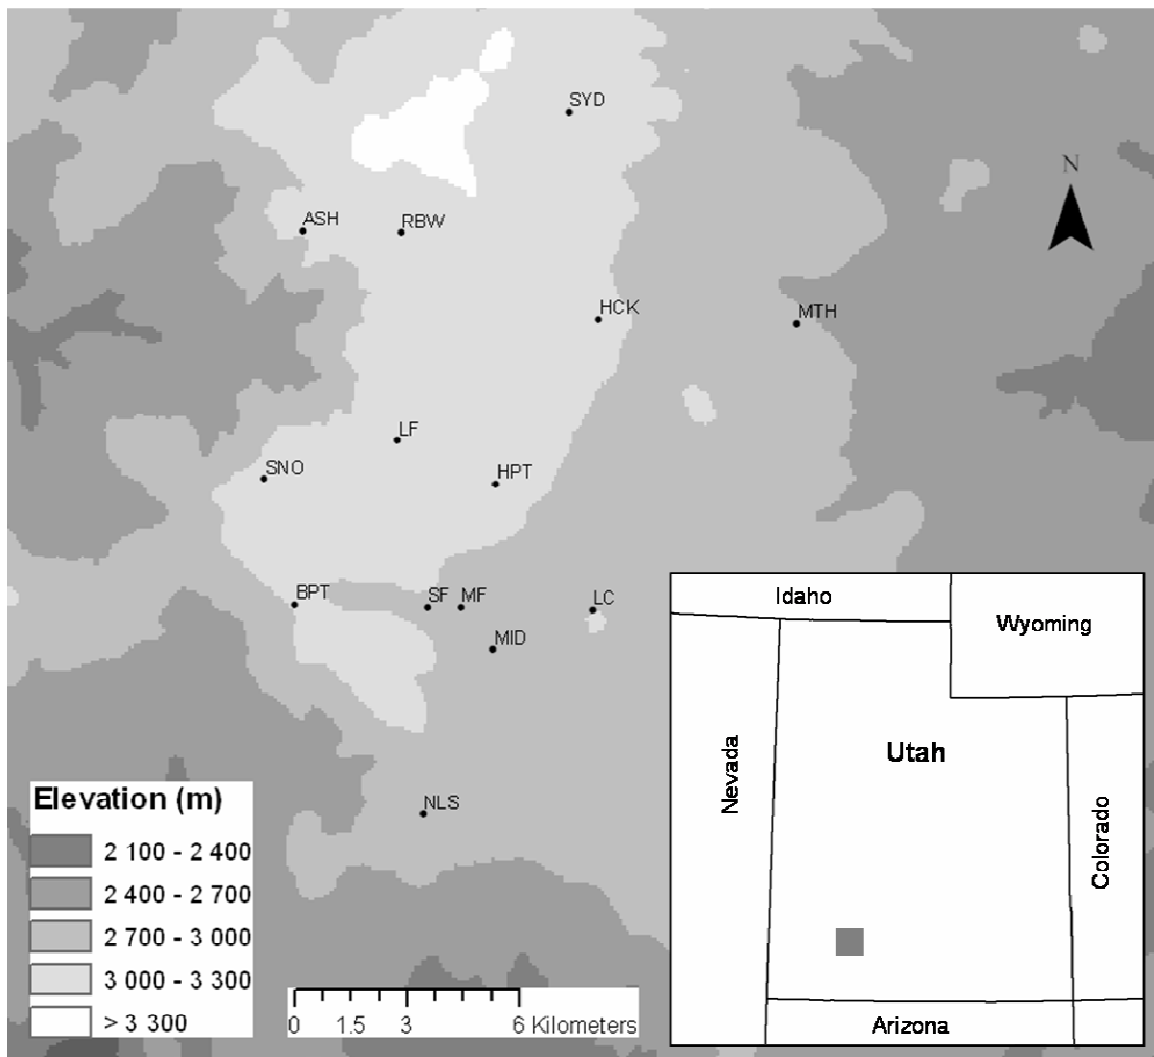 SYD
N
ASH
RBW
HCK
MTH
LF
SNO
HPT
BPT
SF
MF
LC
MID
NLS
Elevation (m)
2 100 - 2 400
2 400 - 2 700
2 700 - 3 000
3 000 - 3 300
> 3 300
0 1.5 3 6 Kilometers
Idaho
Wyoming
Nevada
Utah
Colorado
Arizona